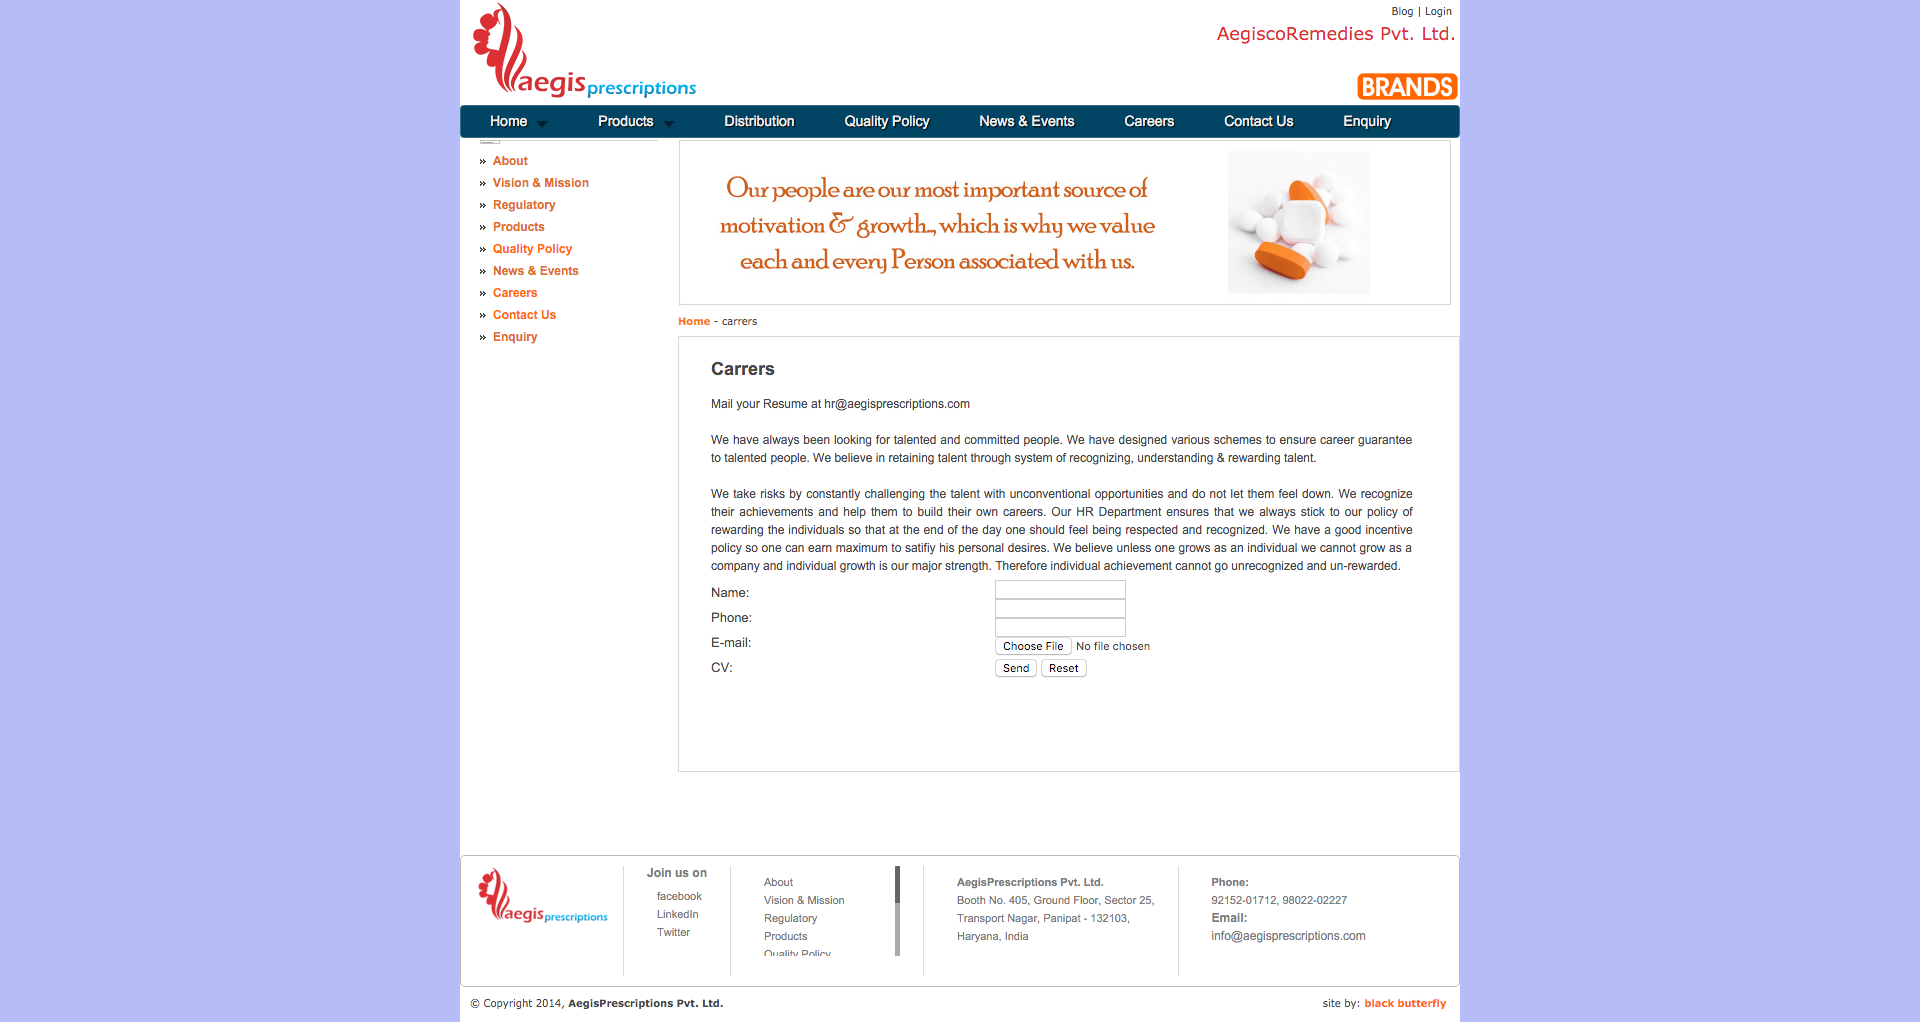 Blog | Login
AegiscoRemedies Pvt. Ltd.
aegis prescriptions
BRANDS
Home Products Distribution Quality Policy News & Events Careers Contact Us Enquiry
» About
» Vision & Mission
» Regulatory
» Products
» Quality Policy
» News & Events
» Careers
» Contact Us
» Enquiry
Our people are our most important source of
motivation & growth.., which is why we value
each and every Person associated with us.
Home - carrers
Carrers
Mail your Resume at hr@aegisprescriptions.com
We have always been looking for talented and committed people. We have designed various schemes to ensure career guarantee
to talented people. We believe in retaining talent through system of recognizing, understanding & rewarding talent.
We take risks by constantly challenging the talent with unconventional opportunities and do not let them feel down. We recognize
their achievements and help them to build their own careers. Our HR Department ensures that we always stick to our policy of
rewarding the individuals so that at the end of the day one should feel being respected and recognized. We have a good incentive
policy so one can earn maximum to satifiy his personal desires. We believe unless one grows as an individual we cannot grow as a
company and individual growth is our major strength. Therefore individual achievement cannot go unrecognized and un-rewarded.
Name:
Phone:
E-mail:
Choose File No file chosen
CV:
Send Reset
aegis prescriptions
Join us on
facebook
LinkedIn
Twitter
About
Vision & Mission
Regulatory
Products
Quality Policy
AegisPrescriptions Pvt. Ltd.
Booth No. 405, Ground Floor, Sector 25,
Transport Nagar, Panipat - 132103,
Haryana, India
Phone:
92152-01712, 98022-02227
Email:
info@aegisprescriptions.com
© Copyright 2014, AegisPrescriptions Pvt. Ltd.
site by: black butterfly